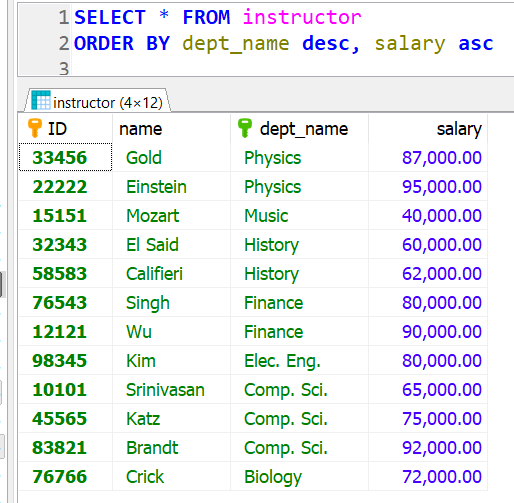 1 SELECT * FROM instructor
2 ORDER BY dept_name desc, salary asc
3
instructor (4×12)
ID name dept_name salary
33456 Gold Physics 87,000.00
22222 Einstein Physics 95,000.00
15151 Mozart Music 40,000.00
32343 El Said History 60,000.00
58583 Califieri History 62,000.00
76543 Singh Finance 80,000.00
12121 Wu Finance 90,000.00
98345 Kim Elec. Eng. 80,000.00
10101 Srinivasan Comp. Sci. 65,000.00
45565 Katz Comp. Sci. 75,000.00
83821 Brandt Comp. Sci. 92,000.00
76766 Crick Biology 72,000.00